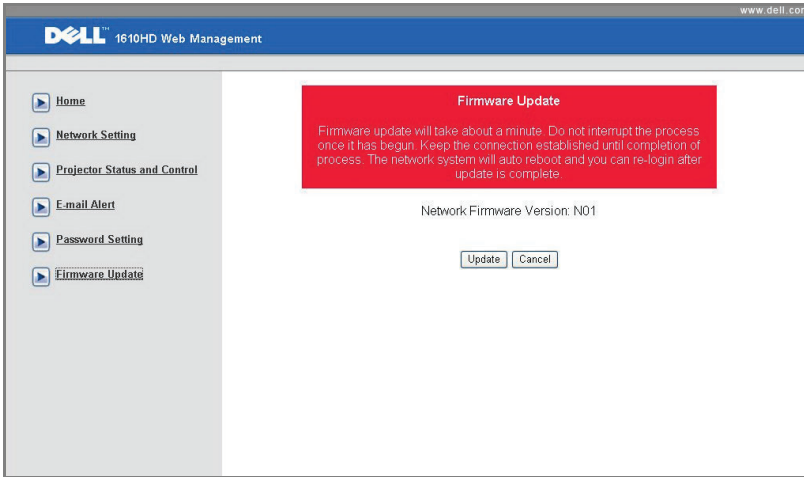 www.dell.com
DELL™ 1610HD Web Management
Home
Network Setting
Projector Status and Control
E-mail Alert
Password Setting
Firmware Update
Firmware Update
Firmware update will take about a minute. Do not interrupt the process
once it has begun. Keep the connection established until completion of
process. The network system will auto reboot and you can re-login after
update is complete.
Network Firmware Version: N01
Update Cancel